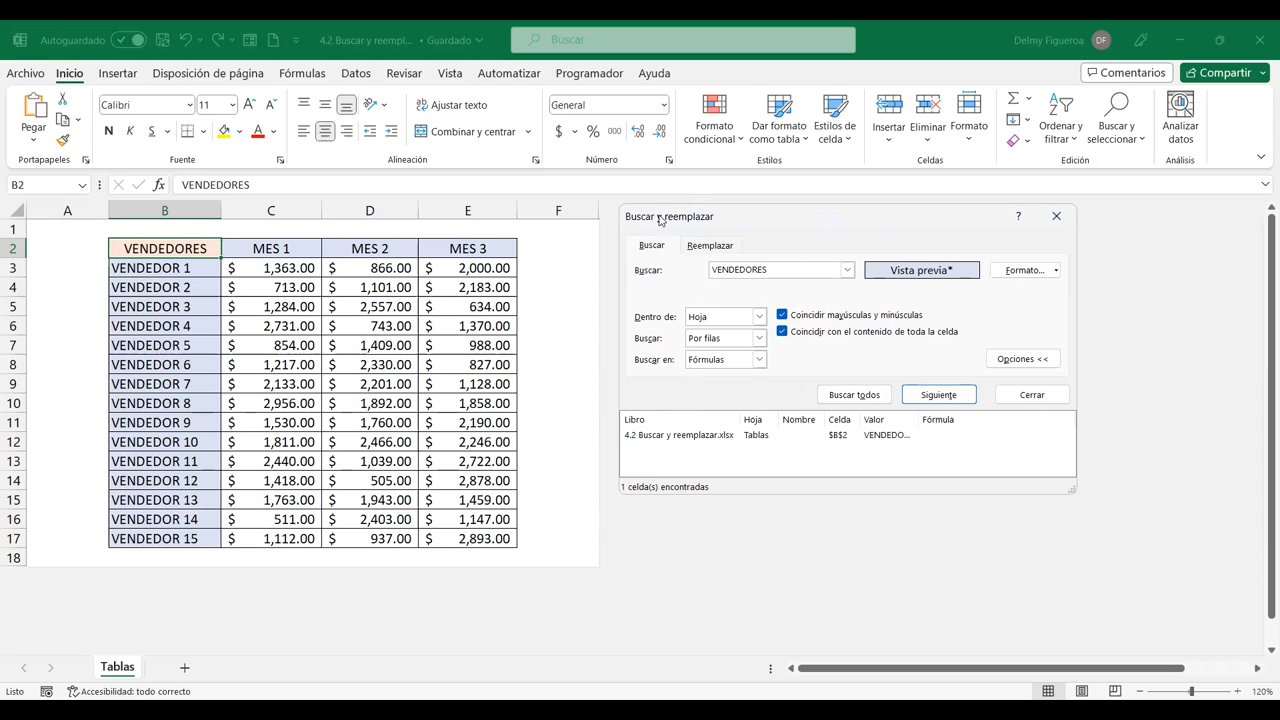 Autoguardado 4.2 Buscar y reempl... • Guardado Buscar Delmy Figueroa DF
Archivo Inicio Insertar Disposición de página Fórmulas Datos Revisar Vista Automatizar Programador Ayuda Comentarios Compartir
Pegar
Portapapeles
Calibri 11
N K S
Fuente
Ajustar texto
Combinar y centrar
Alineación
General
$ % 000
Número
Formato condicional
Dar formato como tabla
Estilos de celda
Estilos
Insertar Eliminar Formato
Celdas
Ordenar y filtrar
Buscar y seleccionar
Edición
Analizar datos
Análisis
B2 fx VENDEDORES
A B C D E F
1
2 VENDEDORES MES 1 MES 2 MES 3
3 VENDEDOR 1 $ 1,363.00 $ 866.00 $ 2,000.00
4 VENDEDOR 2 $ 713.00 $ 1,101.00 $ 2,183.00
5 VENDEDOR 3 $ 1,284.00 $ 2,557.00 $ 634.00
6 VENDEDOR 4 $ 2,731.00 $ 743.00 $ 1,370.00
7 VENDEDOR 5 $ 854.00 $ 1,409.00 $ 988.00
8 VENDEDOR 6 $ 1,217.00 $ 2,330.00 $ 827.00
9 VENDEDOR 7 $ 2,133.00 $ 2,201.00 $ 1,128.00
10 VENDEDOR 8 $ 2,956.00 $ 1,892.00 $ 1,858.00
11 VENDEDOR 9 $ 1,530.00 $ 1,760.00 $ 2,190.00
12 VENDEDOR 10 $ 1,811.00 $ 2,466.00 $ 2,246.00
13 VENDEDOR 11 $ 2,440.00 $ 1,039.00 $ 2,722.00
14 VENDEDOR 12 $ 1,418.00 $ 505.00 $ 2,878.00
15 VENDEDOR 13 $ 1,763.00 $ 1,943.00 $ 1,459.00
16 VENDEDOR 14 $ 511.00 $ 2,403.00 $ 1,147.00
17 VENDEDOR 15 $ 1,112.00 $ 937.00 $ 2,893.00
18
Buscar y reemplazar ?
Buscar Reemplazar
Buscar: VENDEDORES Vista previa* Formato...
Dentro de: Hoja Coincidir mayúsculas y minúsculas
Buscar: Por filas Coincidir con el contenido de toda la celda
Buscar en: Fórmulas Opciones <<
Buscar todos Siguiente Cerrar
Libro Hoja Nombre Celda Valor Fórmula
4.2 Buscar y reemplazar.xlsx Tablas $B$2 VENDEDO...
1 celda(s) encontradas
Tablas
Listo Accesibilidad: todo correcto 120%